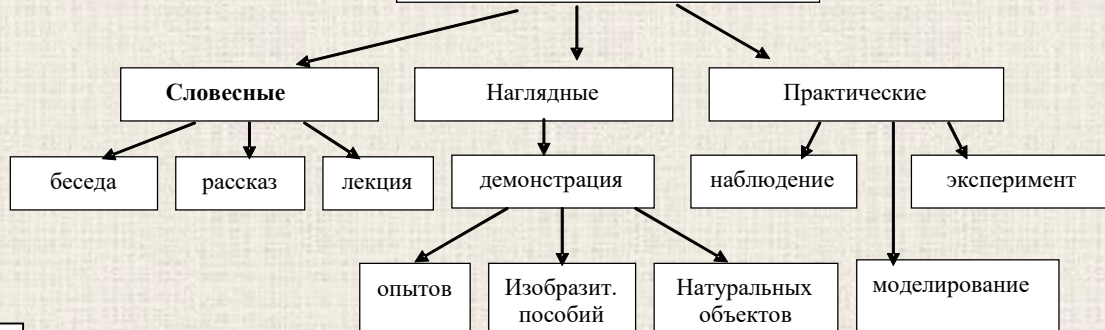 Словесные
Наглядные
Практические
беседа
рассказ
лекция
демонстрация
наблюдение
эксперимент
опытов
Изобразит.
пособий
Натуральных
объектов
моделирование